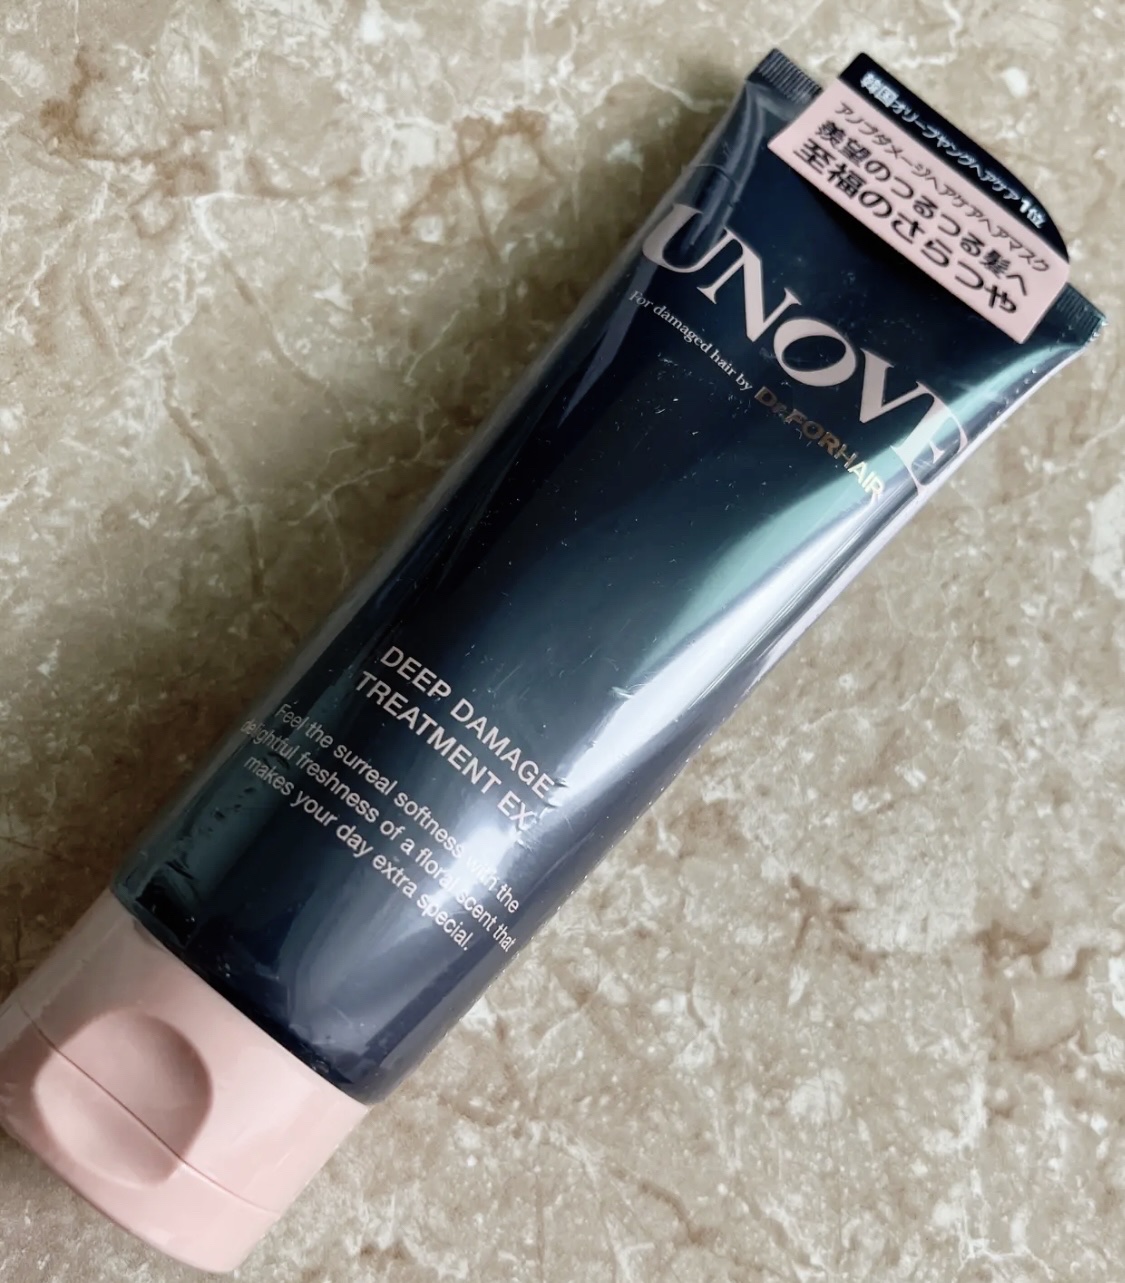 韓国オリーブヤングヘアケア1位
アノブダメージヘアケアヘアマスク
羨望のつるつる髪へ
至福のさらつや
UNOVE
For damaged hair by Dr.FORHAIR
DEEP DAMAGE
TREATMENT EX
Feel the surreal softness with the
delightful freshness of a floral scent that
makes your day extra special.